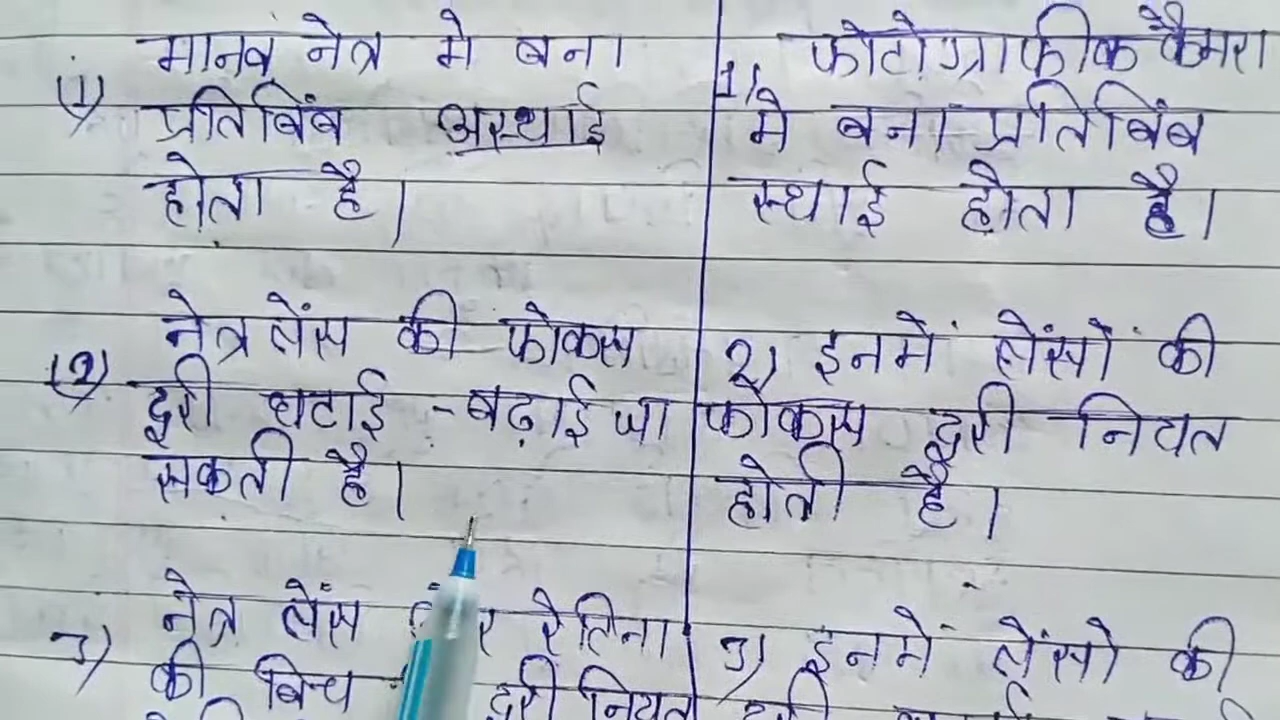 मानव नेत्र मे बना
(1) प्रतिबिंब अस्थाई
होता है।
(2) नेत्र लेंस की फोकस
दूरी घटाई - बढ़ाई जा
सकती है।
3) नेत्र लेंस रेटिना
की बिच दूरी नियत
फोटोग्राफीक कैमरा
1) मे बना प्रतिबिंब
स्थाई होता है।
2) इनमें लेंसों की
फोकस दूरी नियत
होती है।
3) इनमें लेंसो की